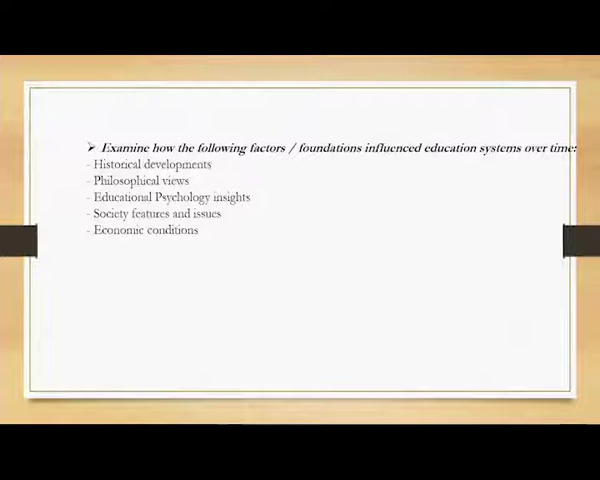 ➢ Examine how the following factors / foundations influenced education systems over time:
- Historical developments
- Philosophical views
- Educational Psychology insights
- Society features and issues
- Economic conditions